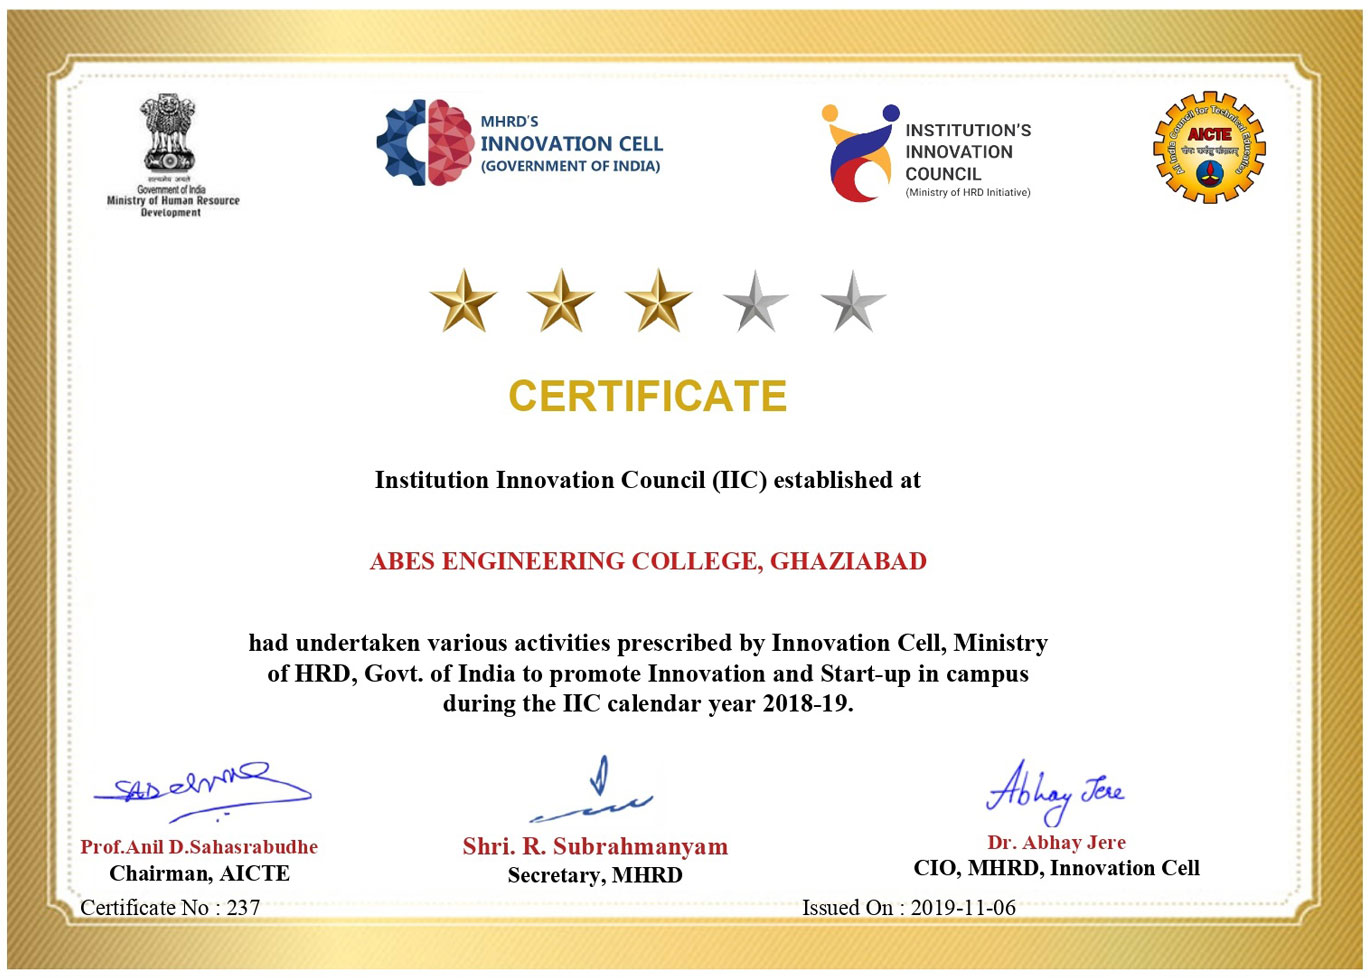 सत्यमेव जयते
Government of India
Ministry of Human Resource
Development
MHRD'S
INNOVATION CELL
(GOVERNMENT OF INDIA)
INSTITUTION'S
INNOVATION
COUNCIL
(Ministry of HRD Initiative)
All India Council for Technical Education
AICTE
CERTIFICATE
Institution Innovation Council (IIC) established at
ABES ENGINEERING COLLEGE, GHAZIABAD
had undertaken various activities prescribed by Innovation Cell, Ministry
of HRD, Govt. of India to promote Innovation and Start-up in campus
during the IIC calendar year 2018-19.
Abhay Jere
Prof.Anil D.Sahasrabudhe
Chairman, AICTE
Shri. R. Subrahmanyam
Secretary, MHRD
Dr. Abhay Jere
CIO, MHRD, Innovation Cell
Certificate No : 237
Issued On : 2019-11-06